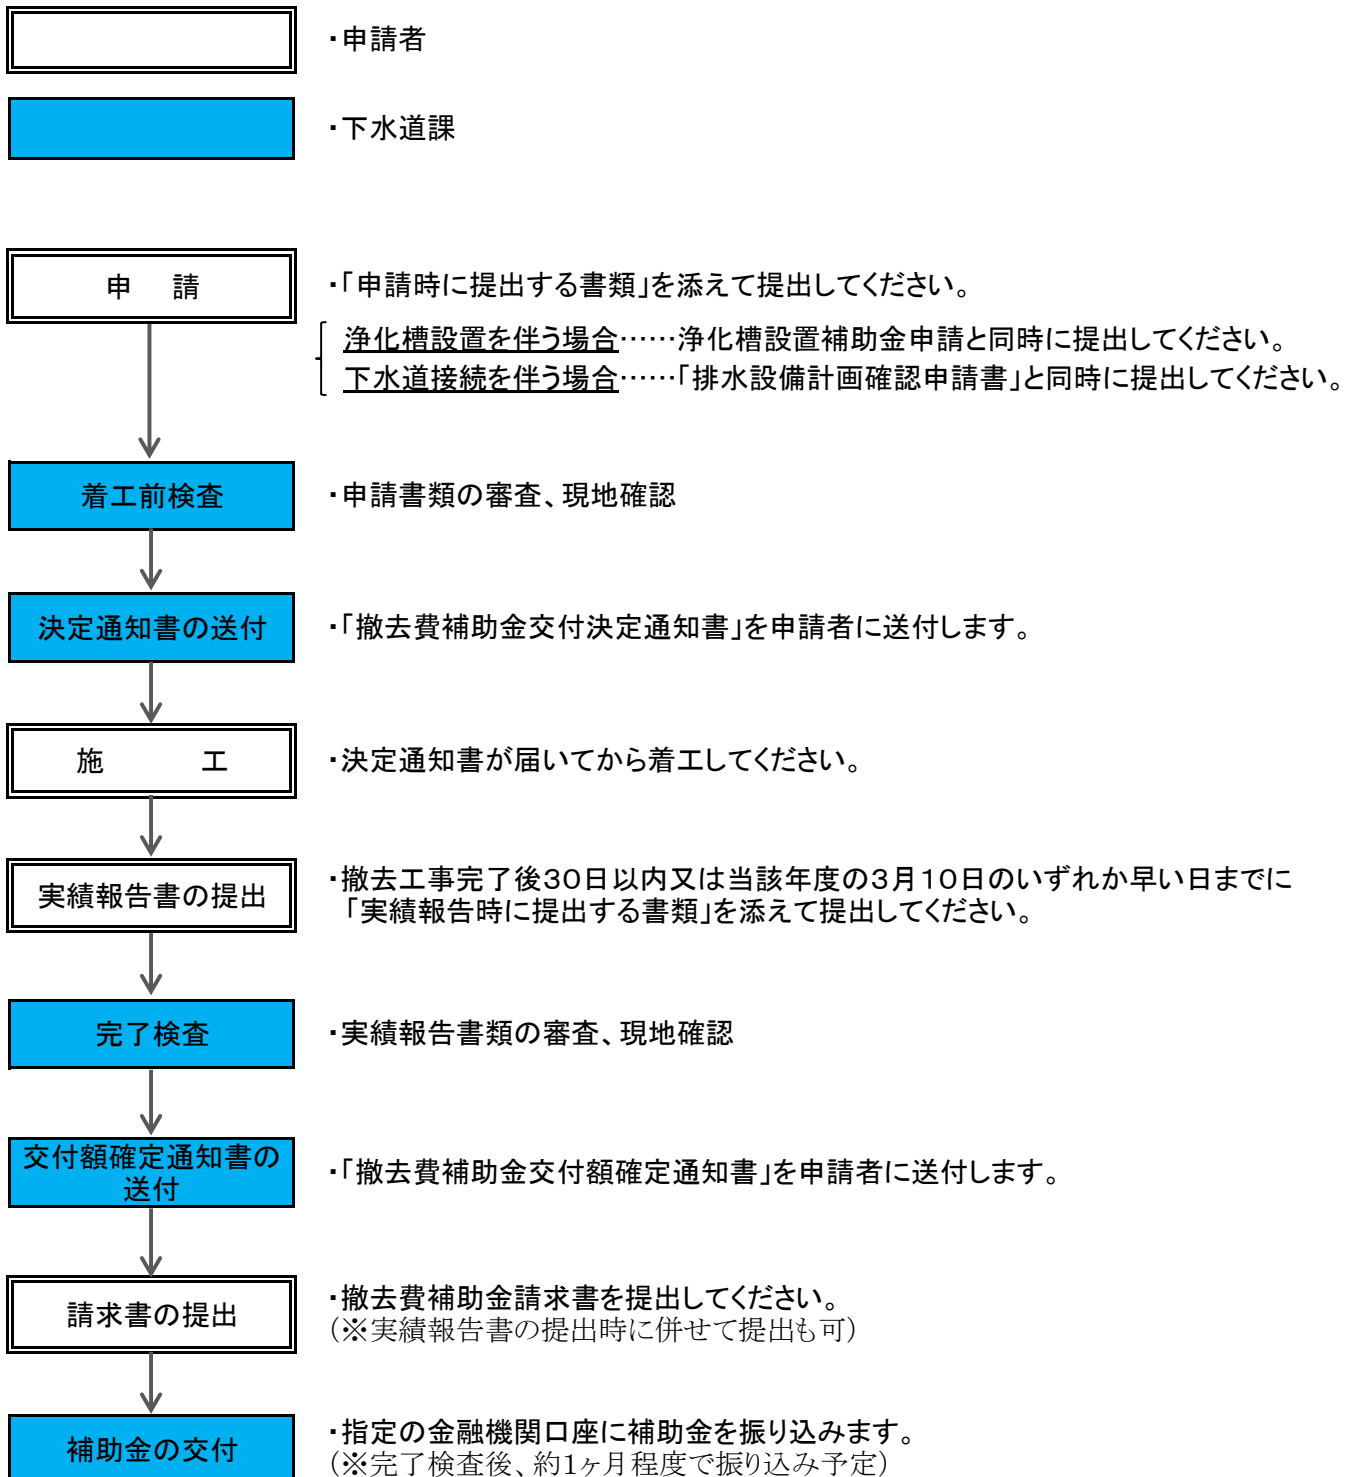 ・申請者
・下水道課
申 請
・「申請時に提出する書類」を添えて提出してください。
浄化槽設置を伴う場合……浄化槽設置補助金申請と同時に提出してください。
下水道接続を伴う場合……「排水設備計画確認申請書」と同時に提出してください。
着工前検査
・申請書類の審査、現地確認
決定通知書の送付
・「撤去費補助金交付決定通知書」を申請者に送付します。
施 工
・決定通知書が届いてから着工してください。
実績報告書の提出
・撤去工事完了後30日以内又は当該年度の3月10日のいずれか早い日までに
「実績報告時に提出する書類」を添えて提出してください。
完了検査
・実績報告書類の審査、現地確認
交付額確定通知書の
送付
・「撤去費補助金交付額確定通知書」を申請者に送付します。
請求書の提出
・撤去費補助金請求書を提出してください。
（※実績報告書の提出時に併せて提出も可）
補助金の交付
・指定の金融機関口座に補助金を振り込みます。
（※完了検査後、約1ヶ月程度で振り込み予定）